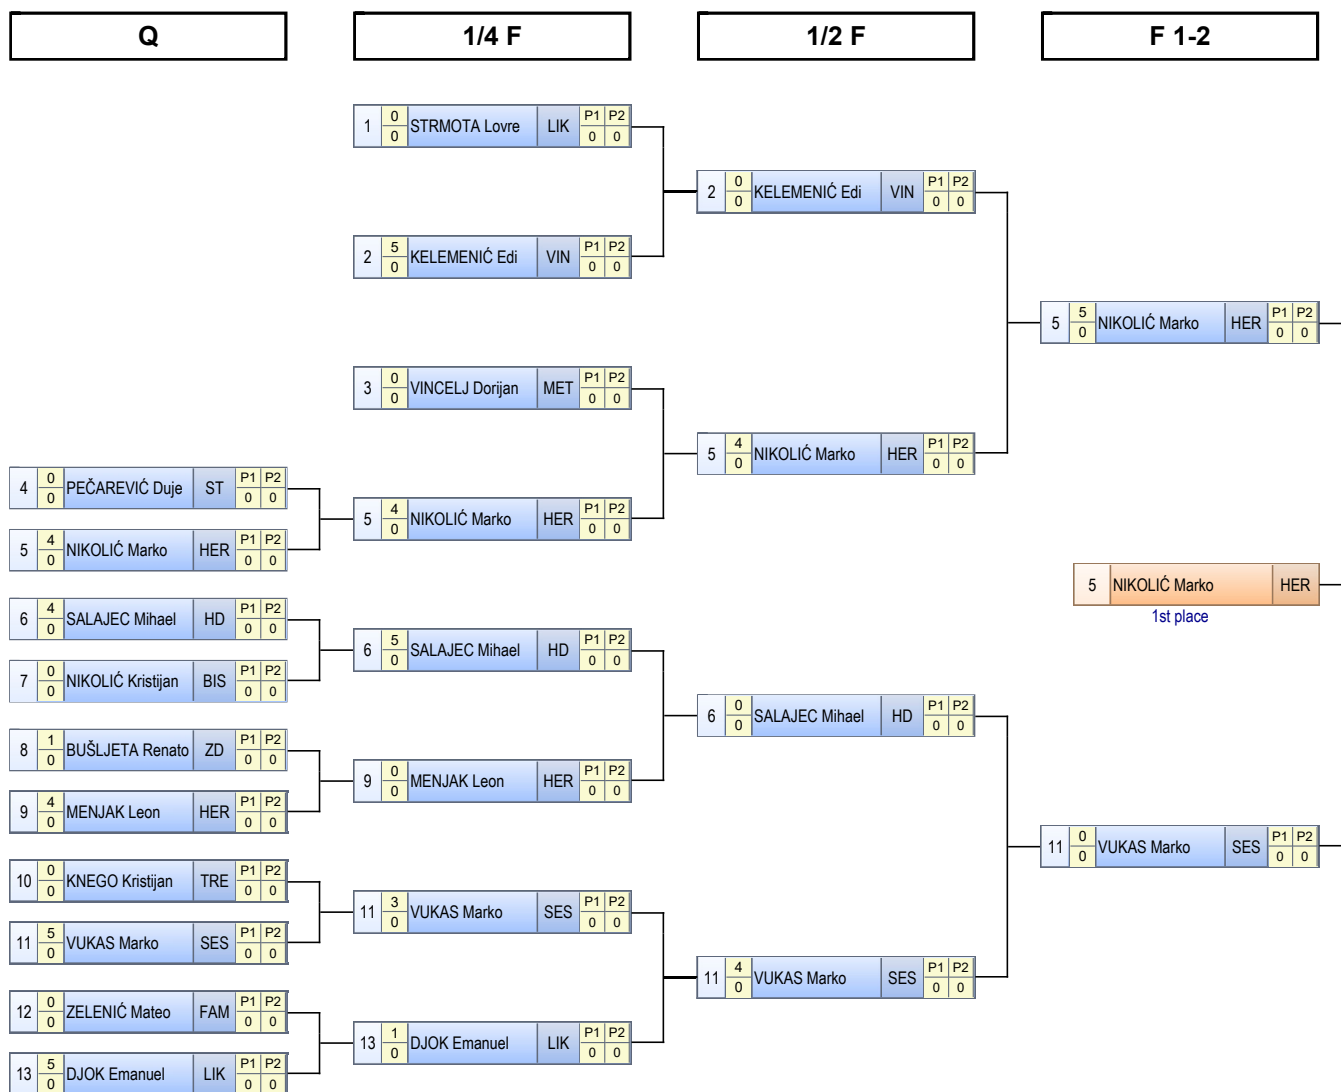 Q
1/4 F
1/2 F
F 1-2
1 0 0 STRMOTA Lovre LIK P1 P2 0 0
2 0 0 KELEMENIĆ Edi VIN P1 P2 0 0
2 5 0 KELEMENIĆ Edi VIN P1 P2 0 0
5 5 0 NIKOLIĆ Marko HER P1 P2 0 0
3 0 0 VINCELJ Dorijan MET P1 P2 0 0
5 4 0 NIKOLIĆ Marko HER P1 P2 0 0
4 0 0 PEČAREVIĆ Duje ST P1 P2 0 0
5 4 0 NIKOLIĆ Marko HER P1 P2 0 0
5 4 0 NIKOLIĆ Marko HER P1 P2 0 0
5 NIKOLIĆ Marko HER
1st place
6 4 0 SALAJEC Mihael HD P1 P2 0 0
6 5 0 SALAJEC Mihael HD P1 P2 0 0
7 0 0 NIKOLIĆ Kristijan BIS P1 P2 0 0
6 0 0 SALAJEC Mihael HD P1 P2 0 0
8 1 0 BUŠLJETA Renato ZD P1 P2 0 0
9 0 0 MENJAK Leon HER P1 P2 0 0
9 4 0 MENJAK Leon HER P1 P2 0 0
11 0 0 VUKAS Marko SES P1 P2 0 0
10 0 0 KNEGO Kristijan TRE P1 P2 0 0
11 3 0 VUKAS Marko SES P1 P2 0 0
11 5 0 VUKAS Marko SES P1 P2 0 0
11 4 0 VUKAS Marko SES P1 P2 0 0
12 0 0 ZELENIĆ Mateo FAM P1 P2 0 0
13 1 0 DJOK Emanuel LIK P1 P2 0 0
13 5 0 DJOK Emanuel LIK P1 P2 0 0